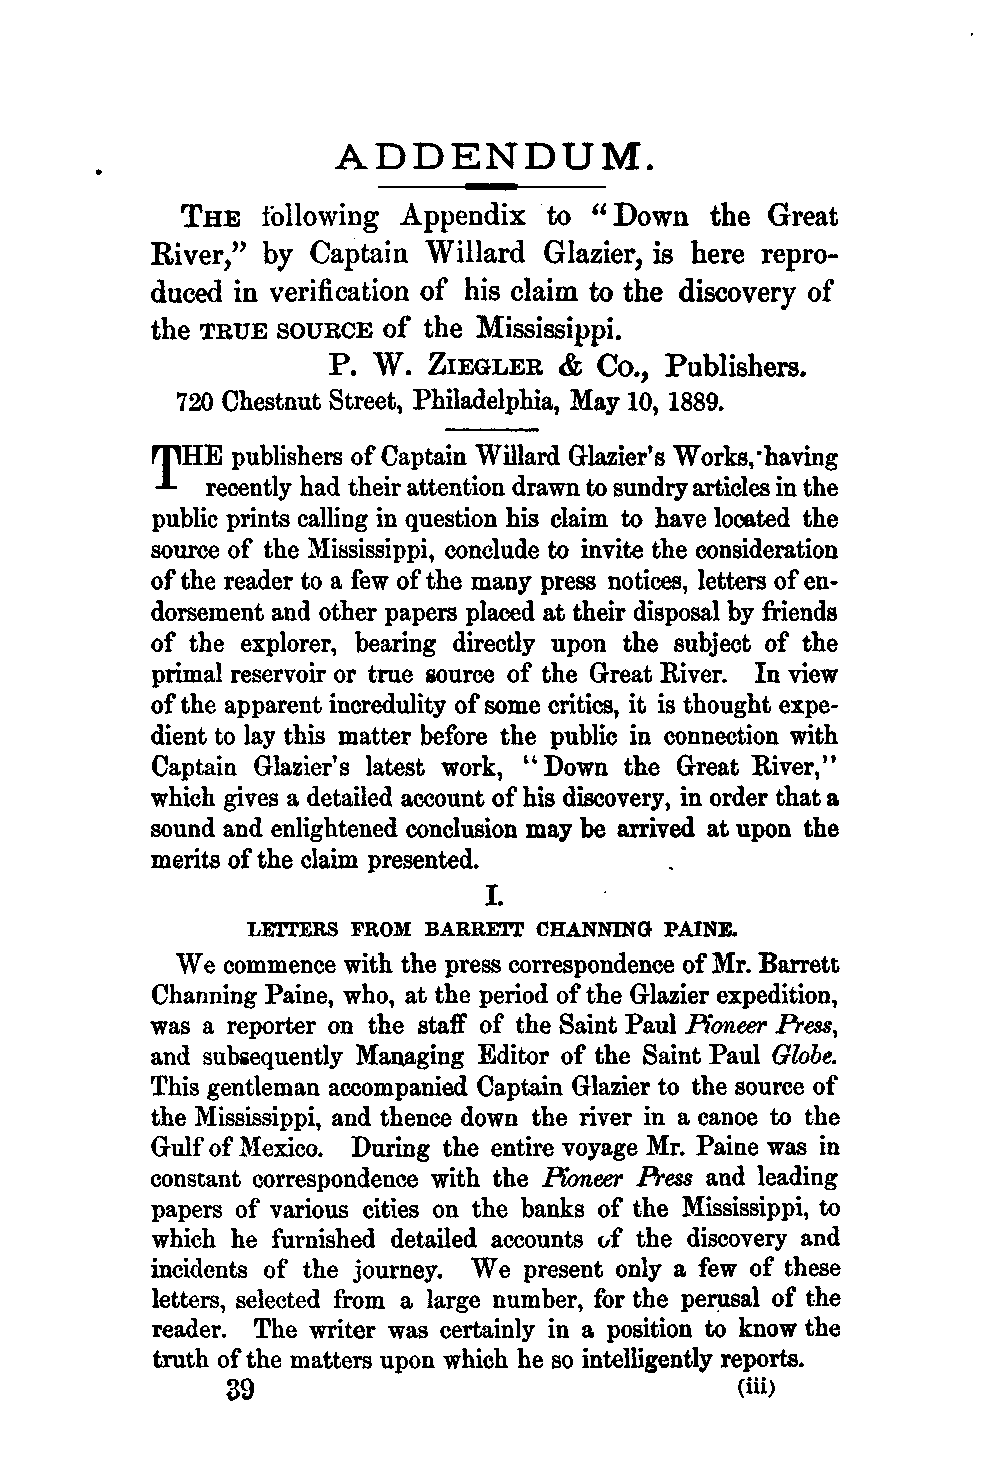 ADDENDUM.
THE following Appendix to "Down the Great
River," by Captain Willard Glazier, is here repro-
duced in verification of his claim to the discovery of
the TRUE SOURCE of the Mississippi.
P. W. ZIEGLER & Co., Publishers.
720 Chestnut Street, Philadelphia, May 10, 1889.
THE publishers of Captain Willard Glazier's Works, having
recently had their attention drawn to sundry articles in the
public prints calling in question his claim to have located the
source of the Mississippi, conclude to invite the consideration
of the reader to a few of the many press notices, letters of en-
dorsement and other papers placed at their disposal by friends
of the explorer, bearing directly upon the subject of the
primal reservoir or true source of the Great River. In view
of the apparent incredulity of some critics, it is thought expe-
dient to lay this matter before the public in connection with
Captain Glazier's latest work, "Down the Great River,"
which gives a detailed account of his discovery, in order that a
sound and enlightened conclusion may be arrived at upon the
merits of the claim presented.
I.
LETTERS FROM BARRETT CHANNING PAINE.
We commence with the press correspondence of Mr. Barrett
Channing Paine, who, at the period of the Glazier expedition,
was a reporter on the staff of the Saint Paul Pioneer Press,
and subsequently Managing Editor of the Saint Paul Globe.
This gentleman accompanied Captain Glazier to the source of
the Mississippi, and thence down the river in a canoe to the
Gulf of Mexico. During the entire voyage Mr. Paine was in
constant correspondence with the Pioneer Press and leading
papers of various cities on the banks of the Mississippi, to
which he furnished detailed accounts of the discovery and
incidents of the journey. We present only a few of these
letters, selected from a large number, for the perusal of the
reader. The writer was certainly in a position to know the
truth of the matters upon which he so intelligently reports.
39 (iii)